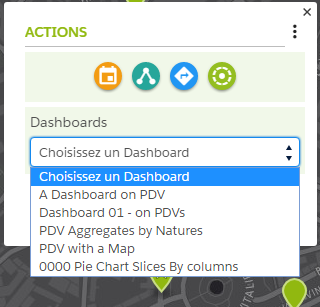 ACTIONS
Dashboards
Choisissez un Dashboard
Choisissez un Dashboard
A Dashboard on PDV
Dashboard 01 - on PDVs
PDV Aggregates by Natures
PDV with a Map
0000 Pie Chart Slices By columns